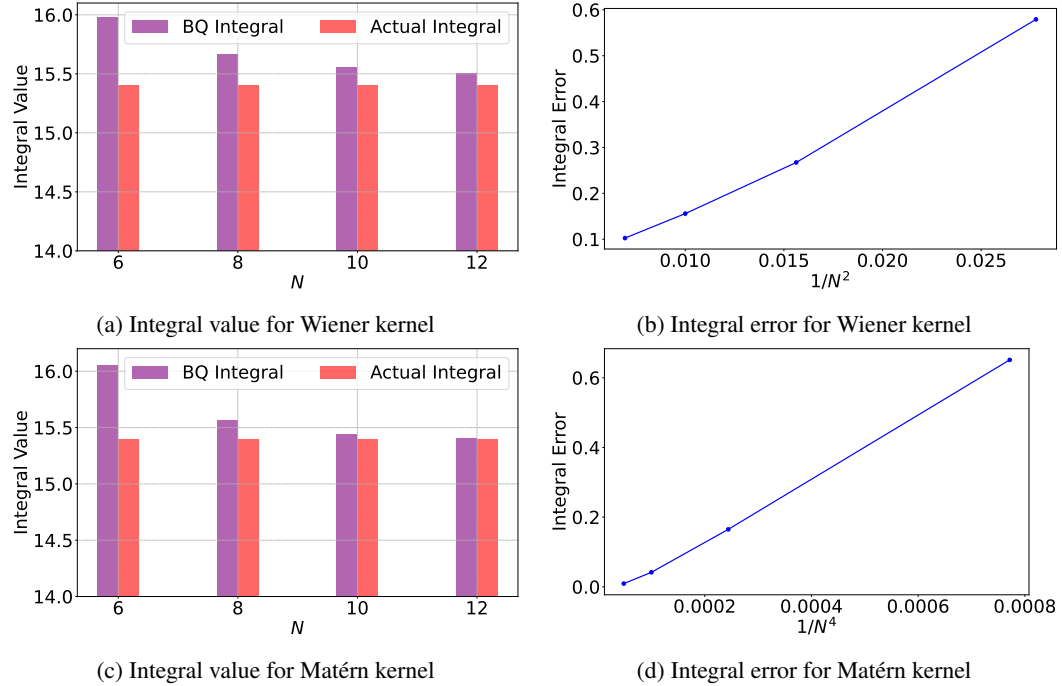 BQ Integral Actual Integral
16.0
15.5
15.0
14.5
14.0
Integral Value
6 8 10 12
N
(a) Integral value for Wiener kernel
0.6
0.5
0.4
0.3
0.2
0.1
Integral Error
0.010 0.015 0.020 0.025
1/N²
(b) Integral error for Wiener kernel
BQ Integral Actual Integral
16.0
15.5
15.0
14.5
14.0
Integral Value
6 8 10 12
N
(c) Integral value for Matérn kernel
0.6
0.4
0.2
0.0
Integral Error
0.0002 0.0004 0.0006 0.0008
1/N⁴
(d) Integral error for Matérn kernel